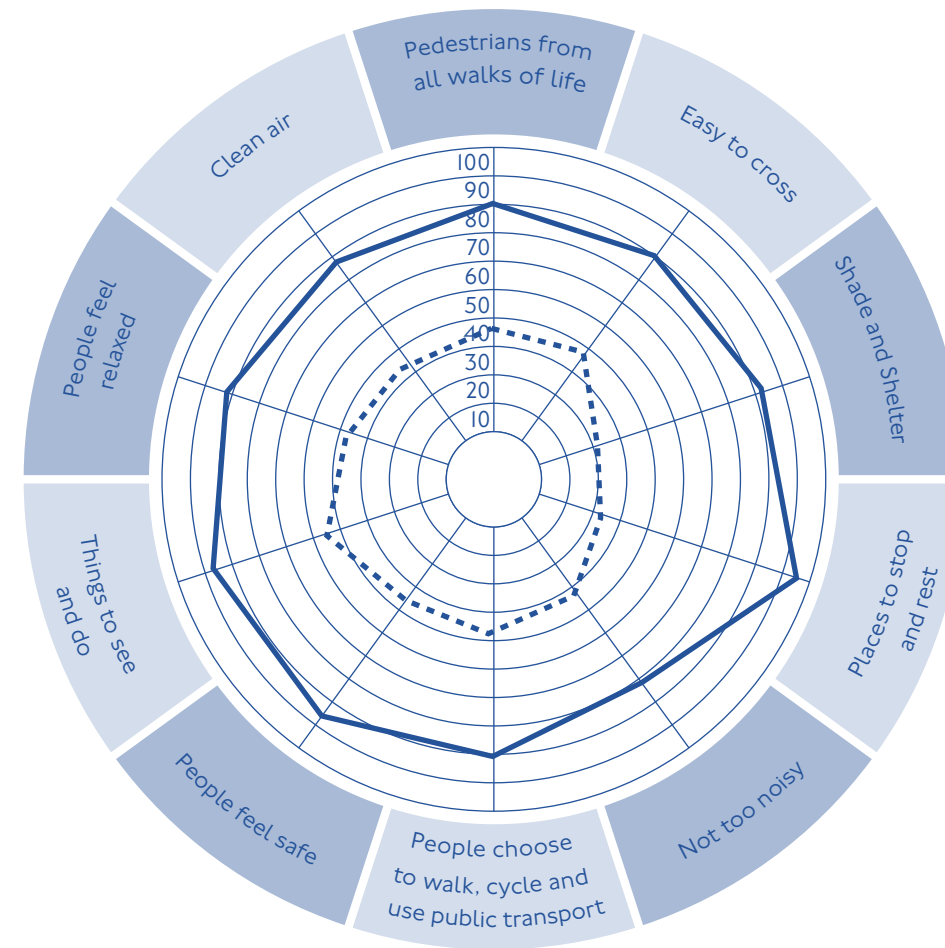 Pedestrians from
all walks of life
Easy to cross
Shade and Shelter
Places to stop
and rest
Not too noisy
People choose
to walk, cycle and
use public transport
People feel safe
Things to see
and do
People feel
relaxed
Clean air
100
90
80
70
60
50
40
30
20
10